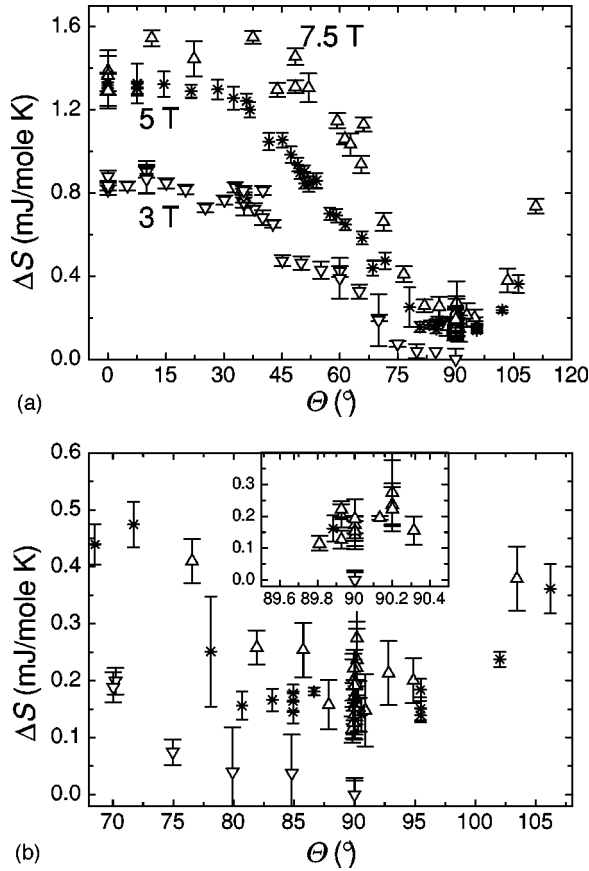 1.6
1.2
0.8
0.4
0.0
ΔS (mJ/mole K)
7.5 T
5 T
3 T
0 15 30 45 60 75 90 105 120
Θ (°)
(a)
0.6
0.5
0.4
0.3
0.2
0.1
0.0
ΔS (mJ/mole K)
0.3
0.2
0.1
0.0
89.6 89.8 90 90.2 90.4
70 75 80 85 90 95 100 105
Θ (°)
(b)